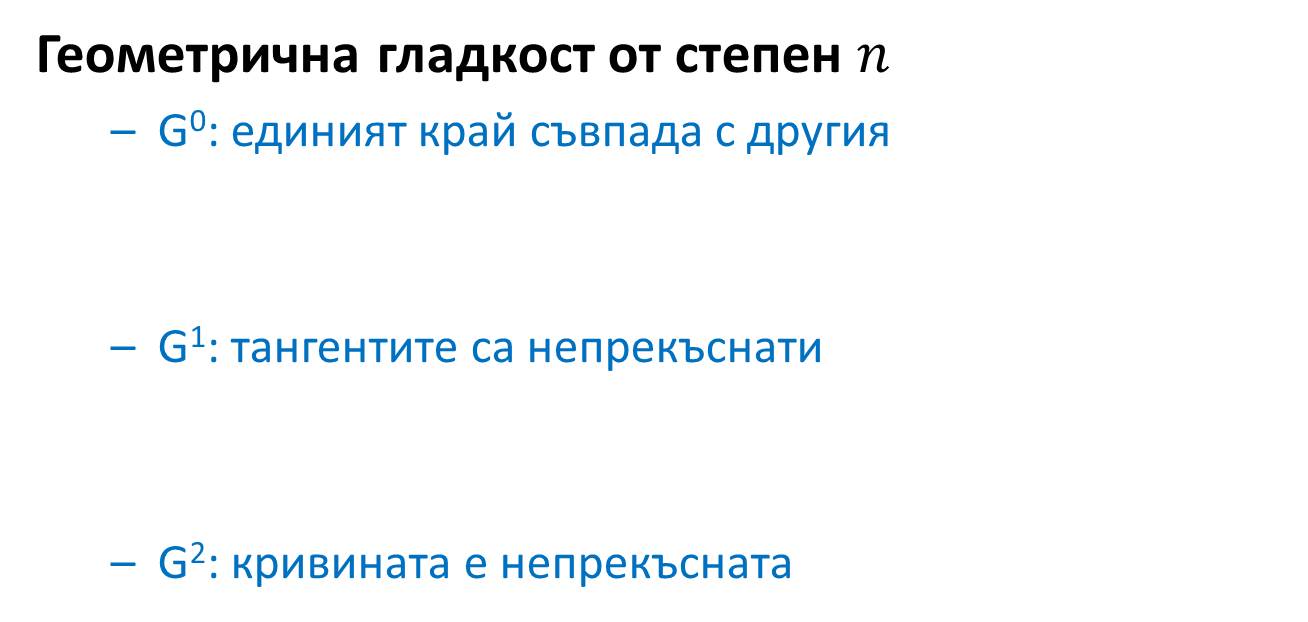 Геометрична гладкост от степен 𝑛
– G⁰: единият край съвпада с другия
– G¹: тангентите са непрекъснати
– G²: кривината е непрекъсната